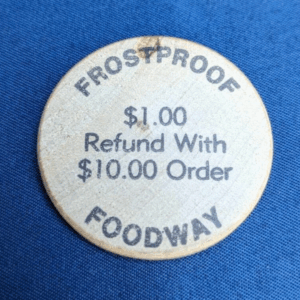 FROSTPROOF
$1.00
Refund With
$10.00 Order
FOODWAY